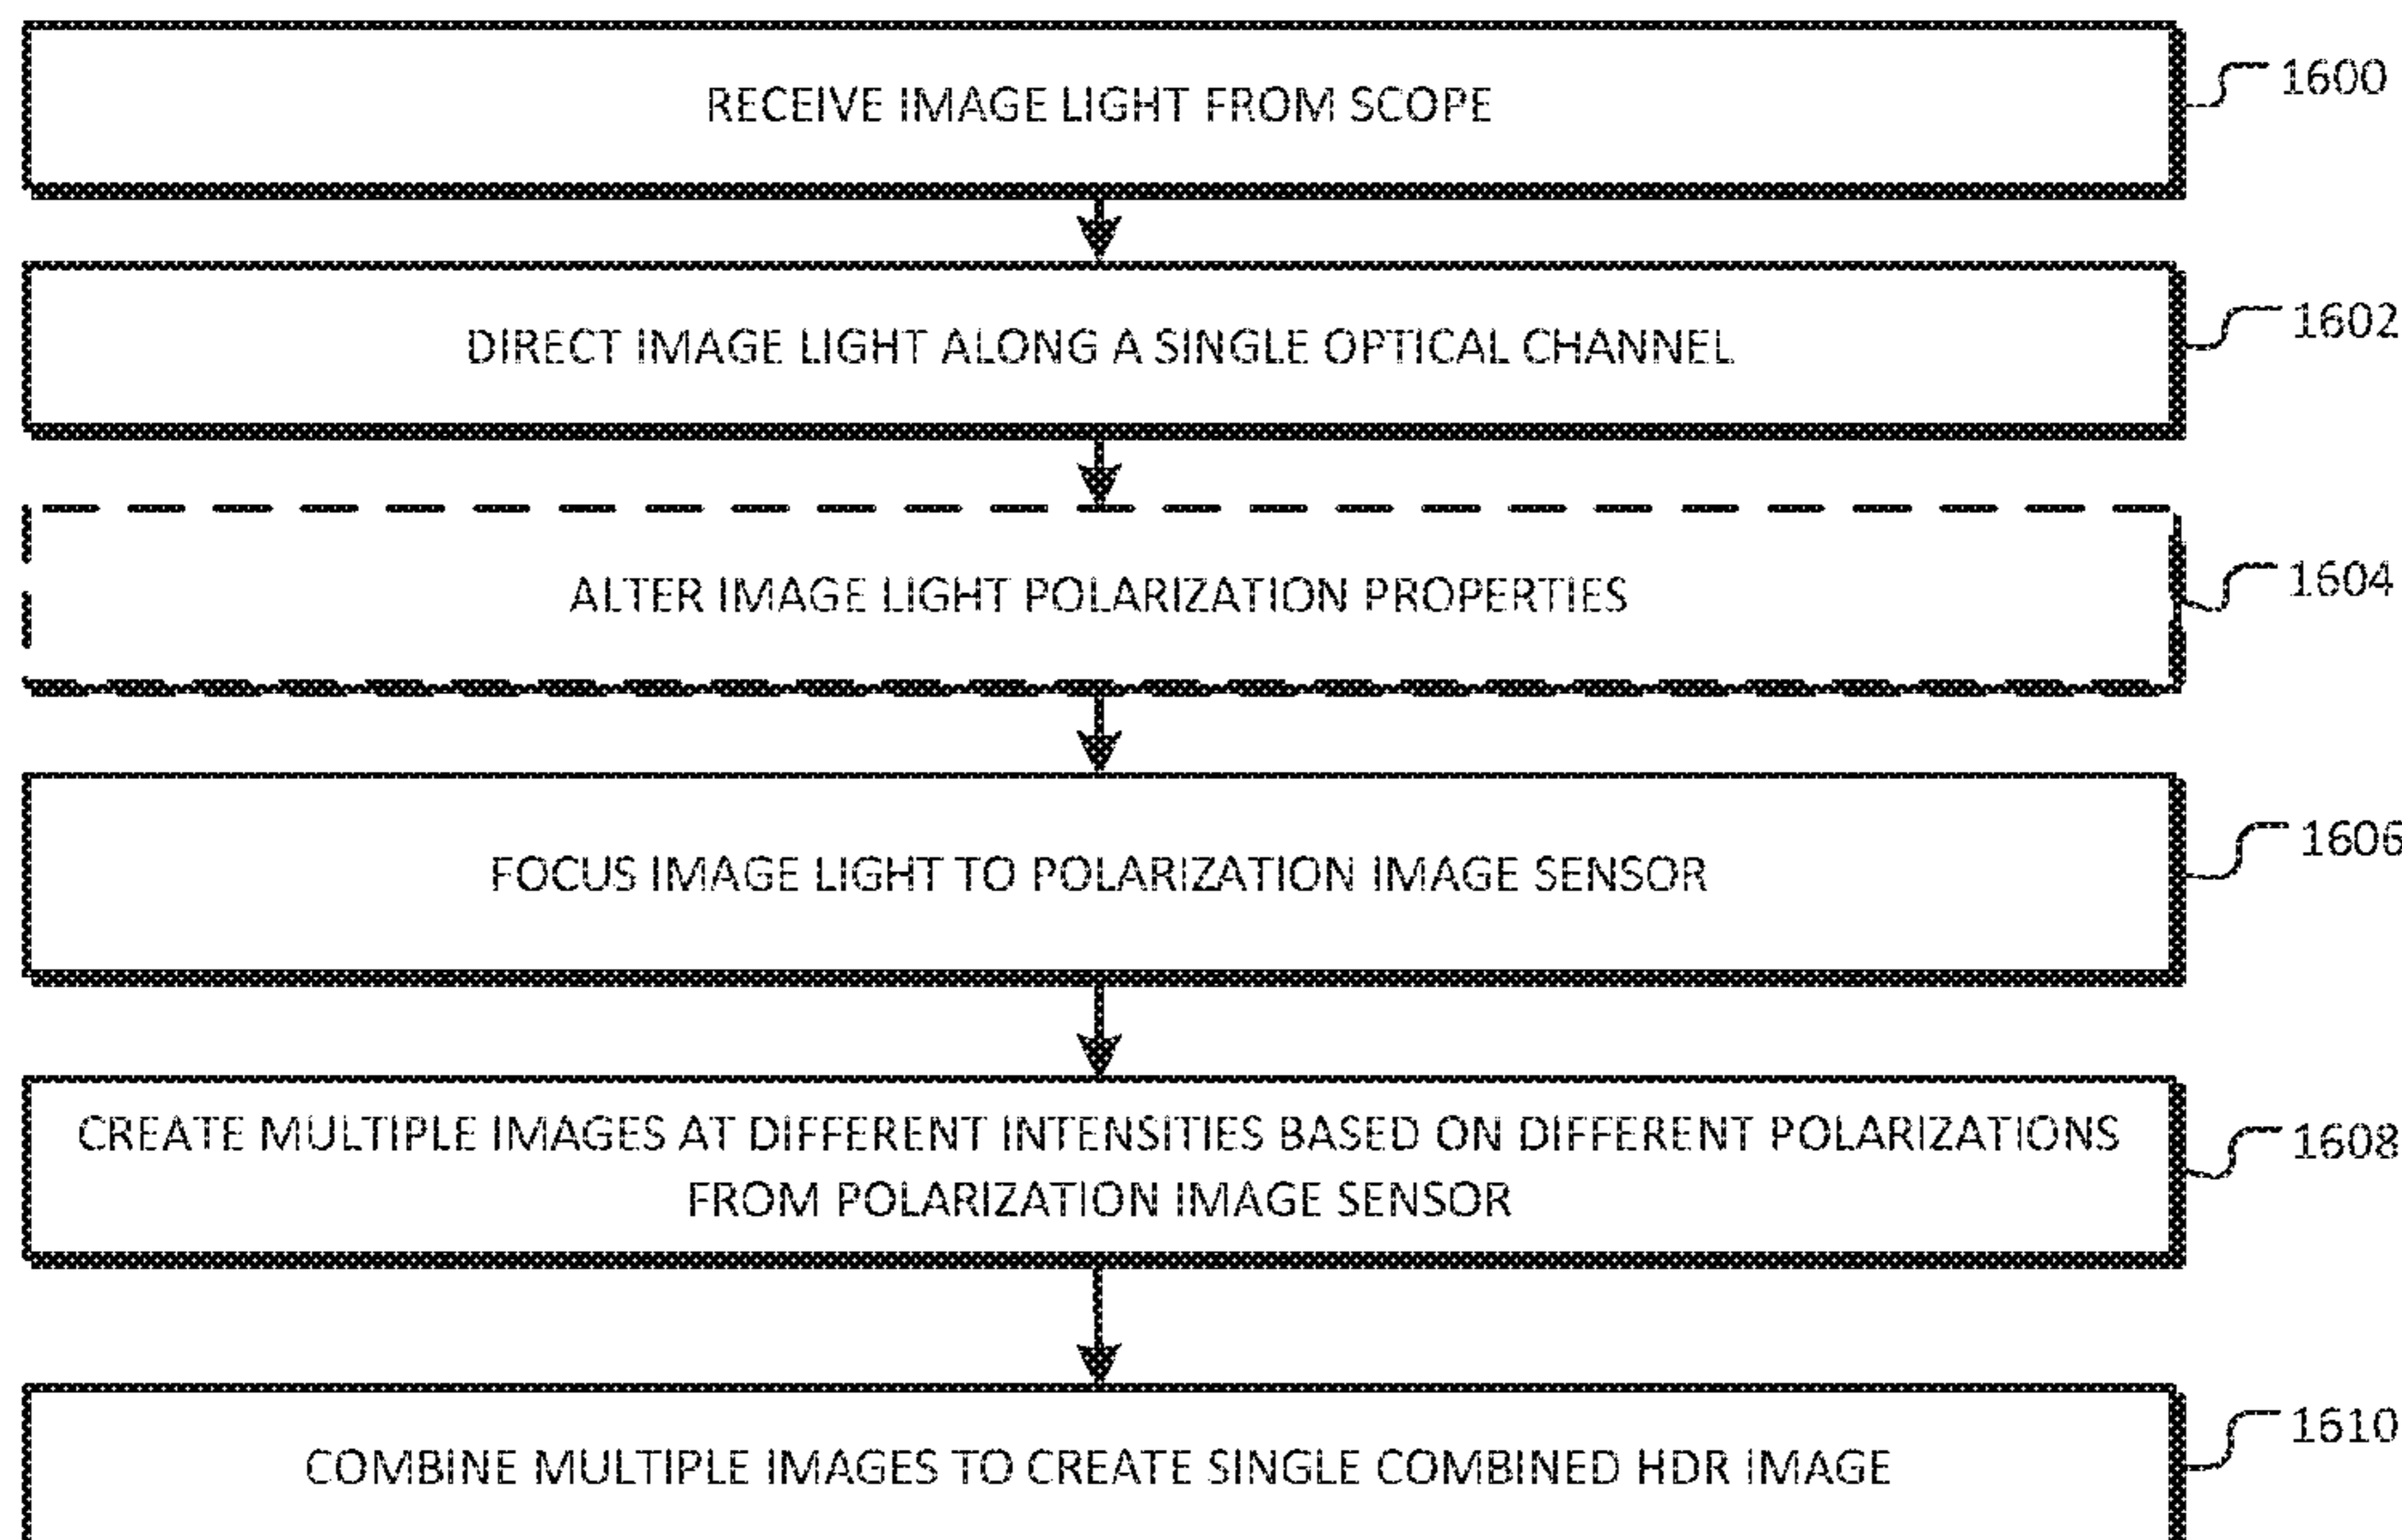 RECEIVE IMAGE LIGHT FROM SCOPE
1600
DIRECT IMAGE LIGHT ALONG A SINGLE OPTICAL CHANNEL
1602
ALTER IMAGE LIGHT POLARIZATION PROPERTIES
1604
FOCUS IMAGE LIGHT TO POLARIZATION IMAGE SENSOR
1606
CREATE MULTIPLE IMAGES AT DIFFERENT INTENSITIES BASED ON DIFFERENT POLARIZATIONS
FROM POLARIZATION IMAGE SENSOR
1608
COMBINE MULTIPLE IMAGES TO CREATE SINGLE COMBINED HDR IMAGE
1610